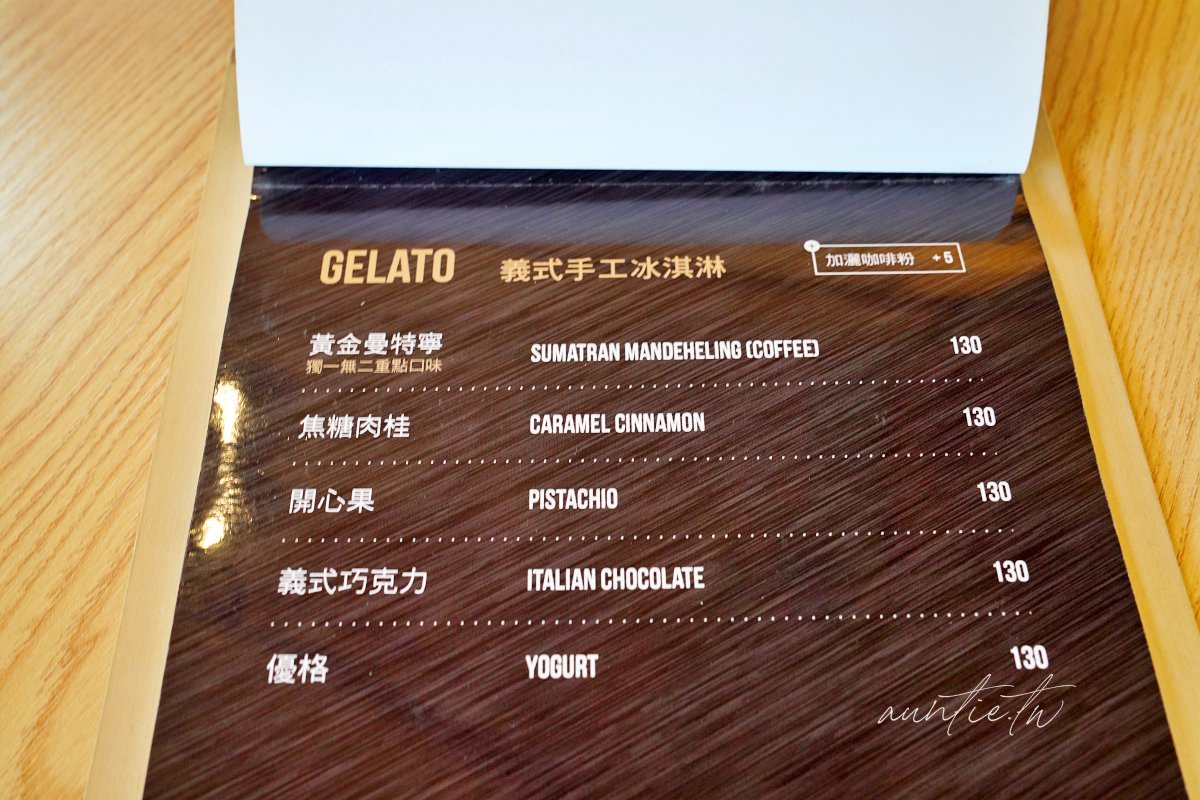 GELATO 義式手工冰淇淋 加灑咖啡粉 +5
黃金曼特寧 SUMATRAN MANDEHELING (COFFEE) 130
獨一無二重點口味
焦糖肉桂 CARAMEL CINNAMON 130
開心果 PISTACHIO 130
義式巧克力 ITALIAN CHOCOLATE 130
優格 YOGURT 130
auntie.tw